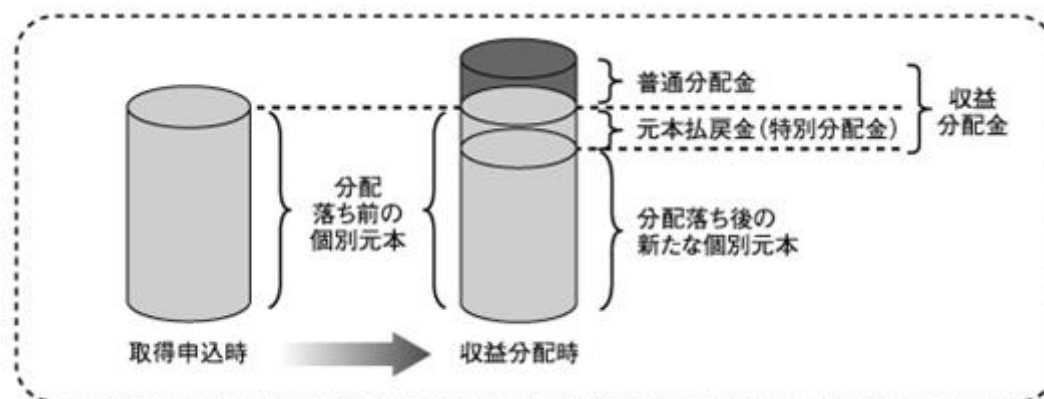 普通分配金
収益
分配金
元本払戻金(特別分配金)
分配
落ち前の
個別元本
分配落ち後の
新たな個別元本
取得申込時
収益分配時